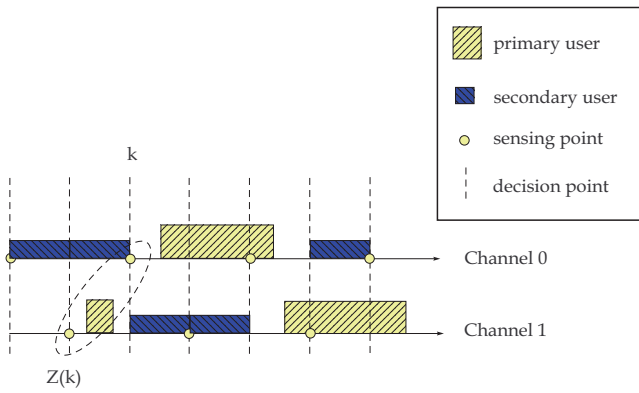 primary user
secondary user
sensing point
decision point
k
Channel 0
Channel 1
Z(k)